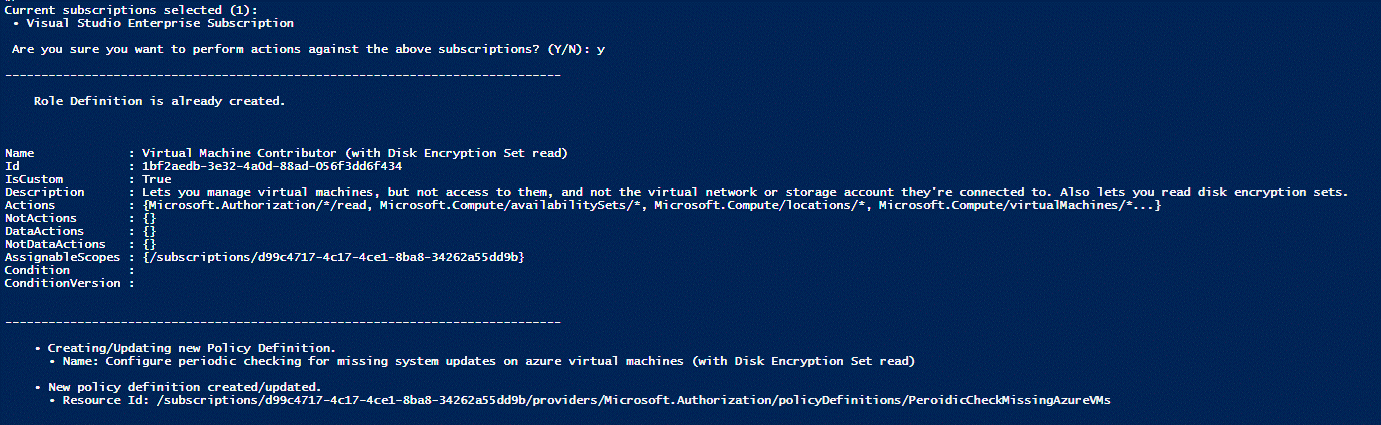 Current subscriptions selected (1):
• Visual Studio Enterprise Subscription
Are you sure you want to perform actions against the above subscriptions? (Y/N): y
-----------------------------------------------------------------------------
Role Definition is already created.
Name             : Virtual Machine Contributor (with Disk Encryption Set read)
Id               : 1bf2aedb-3e32-4a0d-88ad-056f3dd6f434
IsCustom         : True
Description      : Lets you manage virtual machines, but not access to them, and not the virtual network or storage account they're connected to. Also lets you read disk encryption sets.
Actions          : {Microsoft.Authorization/*/read, Microsoft.Compute/availabilitySets/*, Microsoft.Compute/locations/*, Microsoft.Compute/virtualMachines/*...}
NotActions       : {}
DataActions      : {}
NotDataActions   : {}
AssignableScopes : {/subscriptions/d99c4717-4c17-4ce1-8ba8-34262a55dd9b}
Condition        :
ConditionVersion :
-----------------------------------------------------------------------------
• Creating/Updating new Policy Definition.
• Name: Configure periodic checking for missing system updates on azure virtual machines (with Disk Encryption Set read)
• New policy definition created/updated.
• Resource Id: /subscriptions/d99c4717-4c17-4ce1-8ba8-34262a55dd9b/providers/Microsoft.Authorization/policyDefinitions/PeroidicCheckMissingAzureVMs